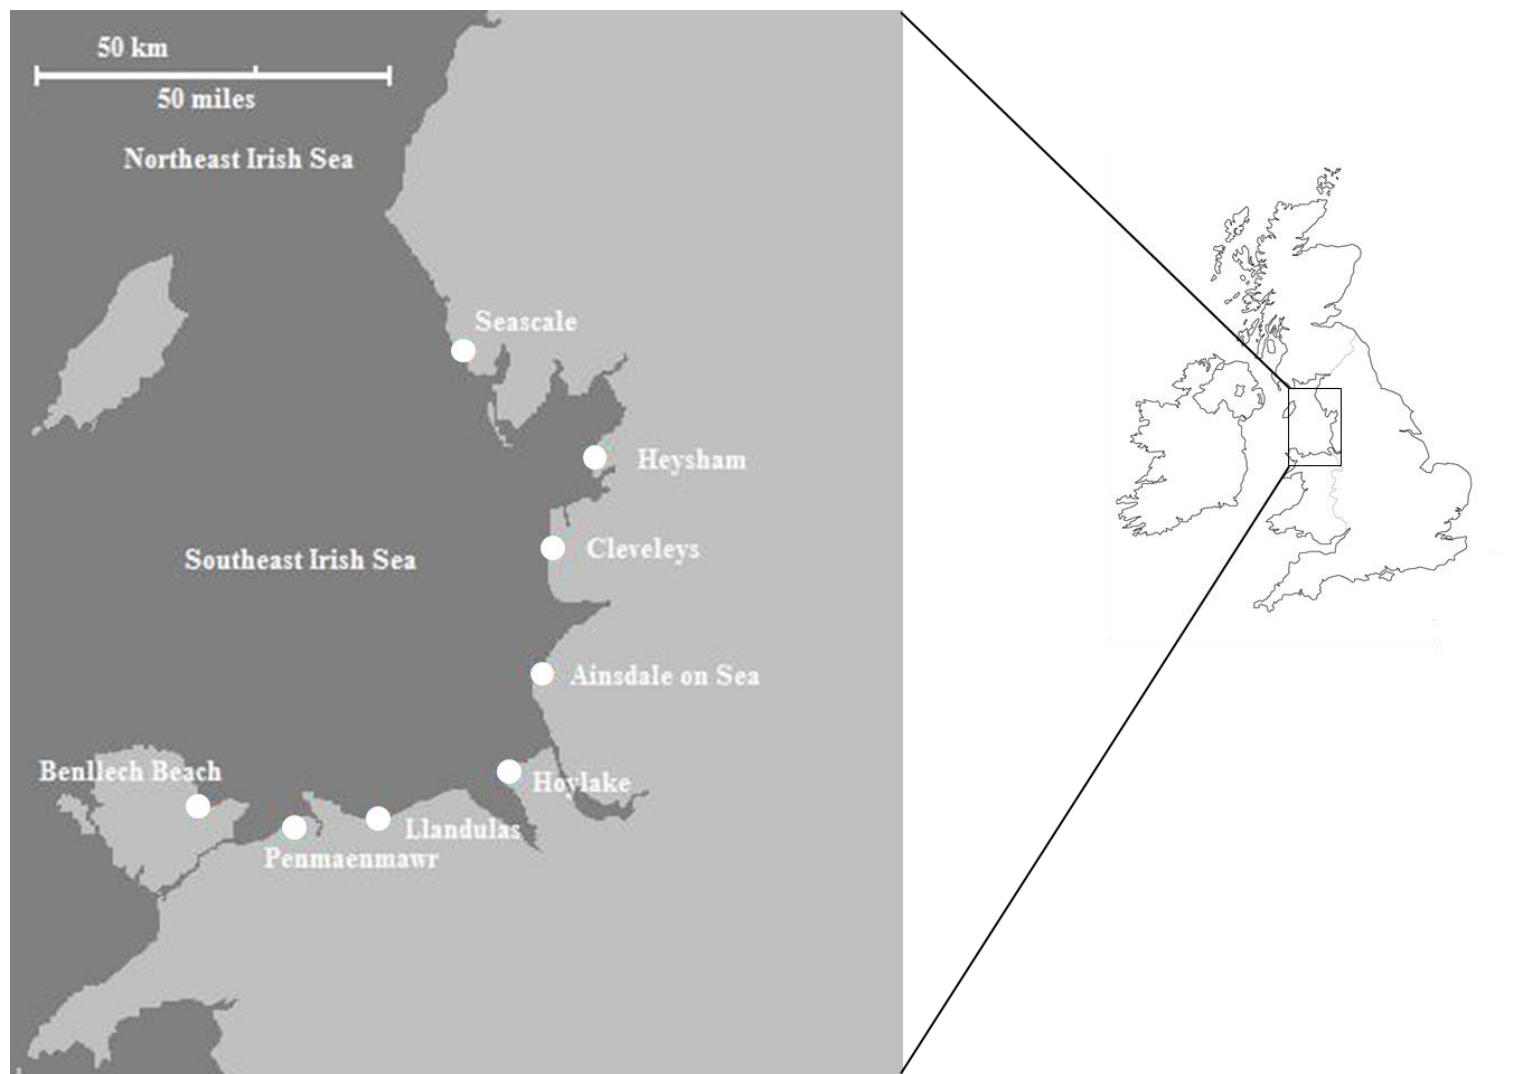 50 km
50 miles
Northeast Irish Sea
Seascale
Heysham
Cleveleys
Southeast Irish Sea
Ainsdale on Sea
Benllech Beach
Hoylake
Llandulas
Penmaenmawr